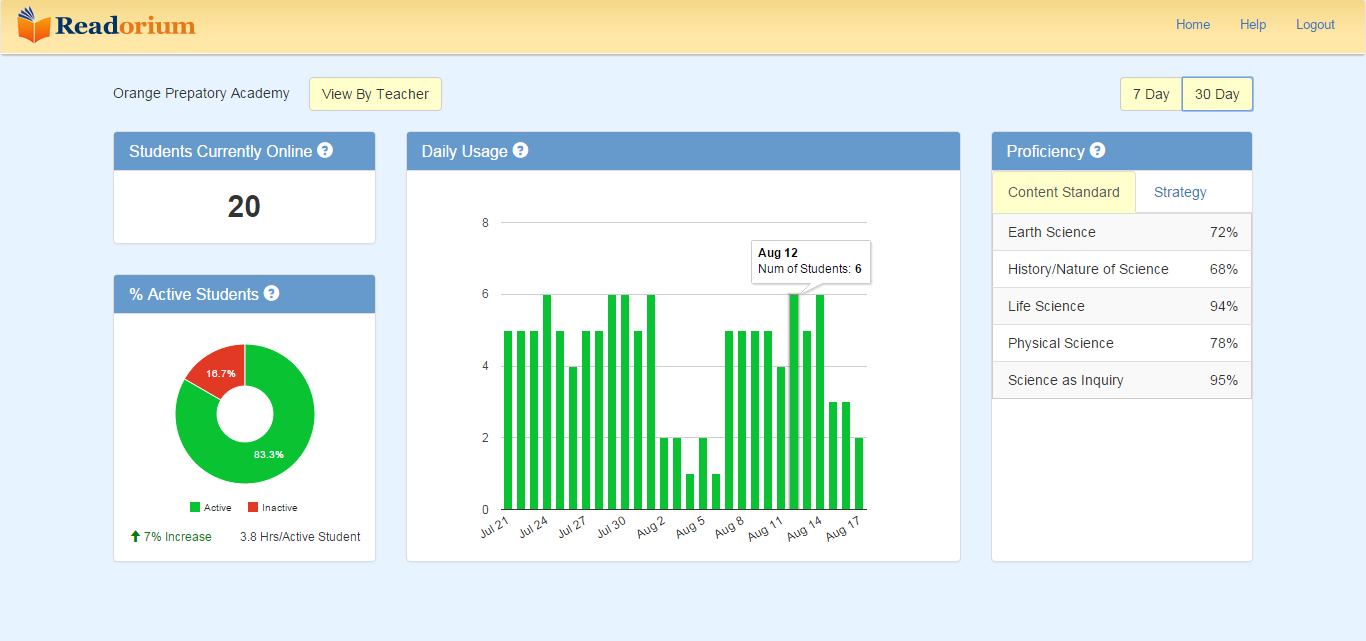 Readorium
Home Help Logout
Orange Prepatory Academy View By Teacher
7 Day 30 Day
Students Currently Online ?
20
% Active Students ?
16.7%
83.3%
Active Inactive
7% Increase 3.8 Hrs/Active Student
Daily Usage ?
8
6
4
2
0
Aug 12
Num of Students: 6
Jul 21 Jul 24 Jul 27 Jul 30 Aug 2 Aug 5 Aug 8 Aug 11 Aug 14 Aug 17
Proficiency ?
Content Standard Strategy
Earth Science 72%
History/Nature of Science 68%
Life Science 94%
Physical Science 78%
Science as Inquiry 95%